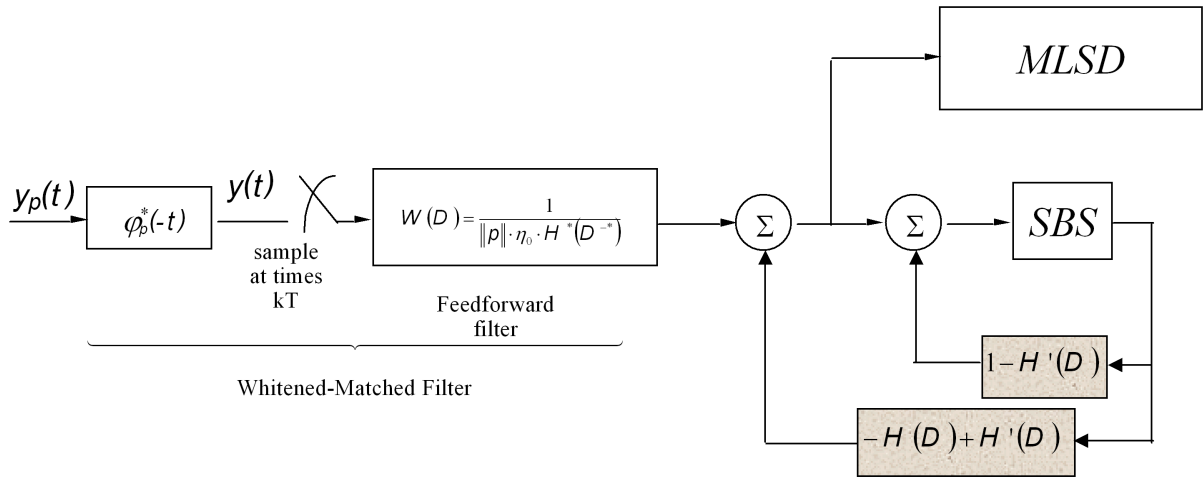 MLSD
yₚ(t)
φₚ*(-t)
y(t)
sample
at times
kT
W(D) = 1 / (‖p‖ · η₀ · H*(D⁻*))
Feedforward
filter
Σ
Σ
SBS
1 − H'(D)
−H(D)+H'(D)
Whitened-Matched Filter